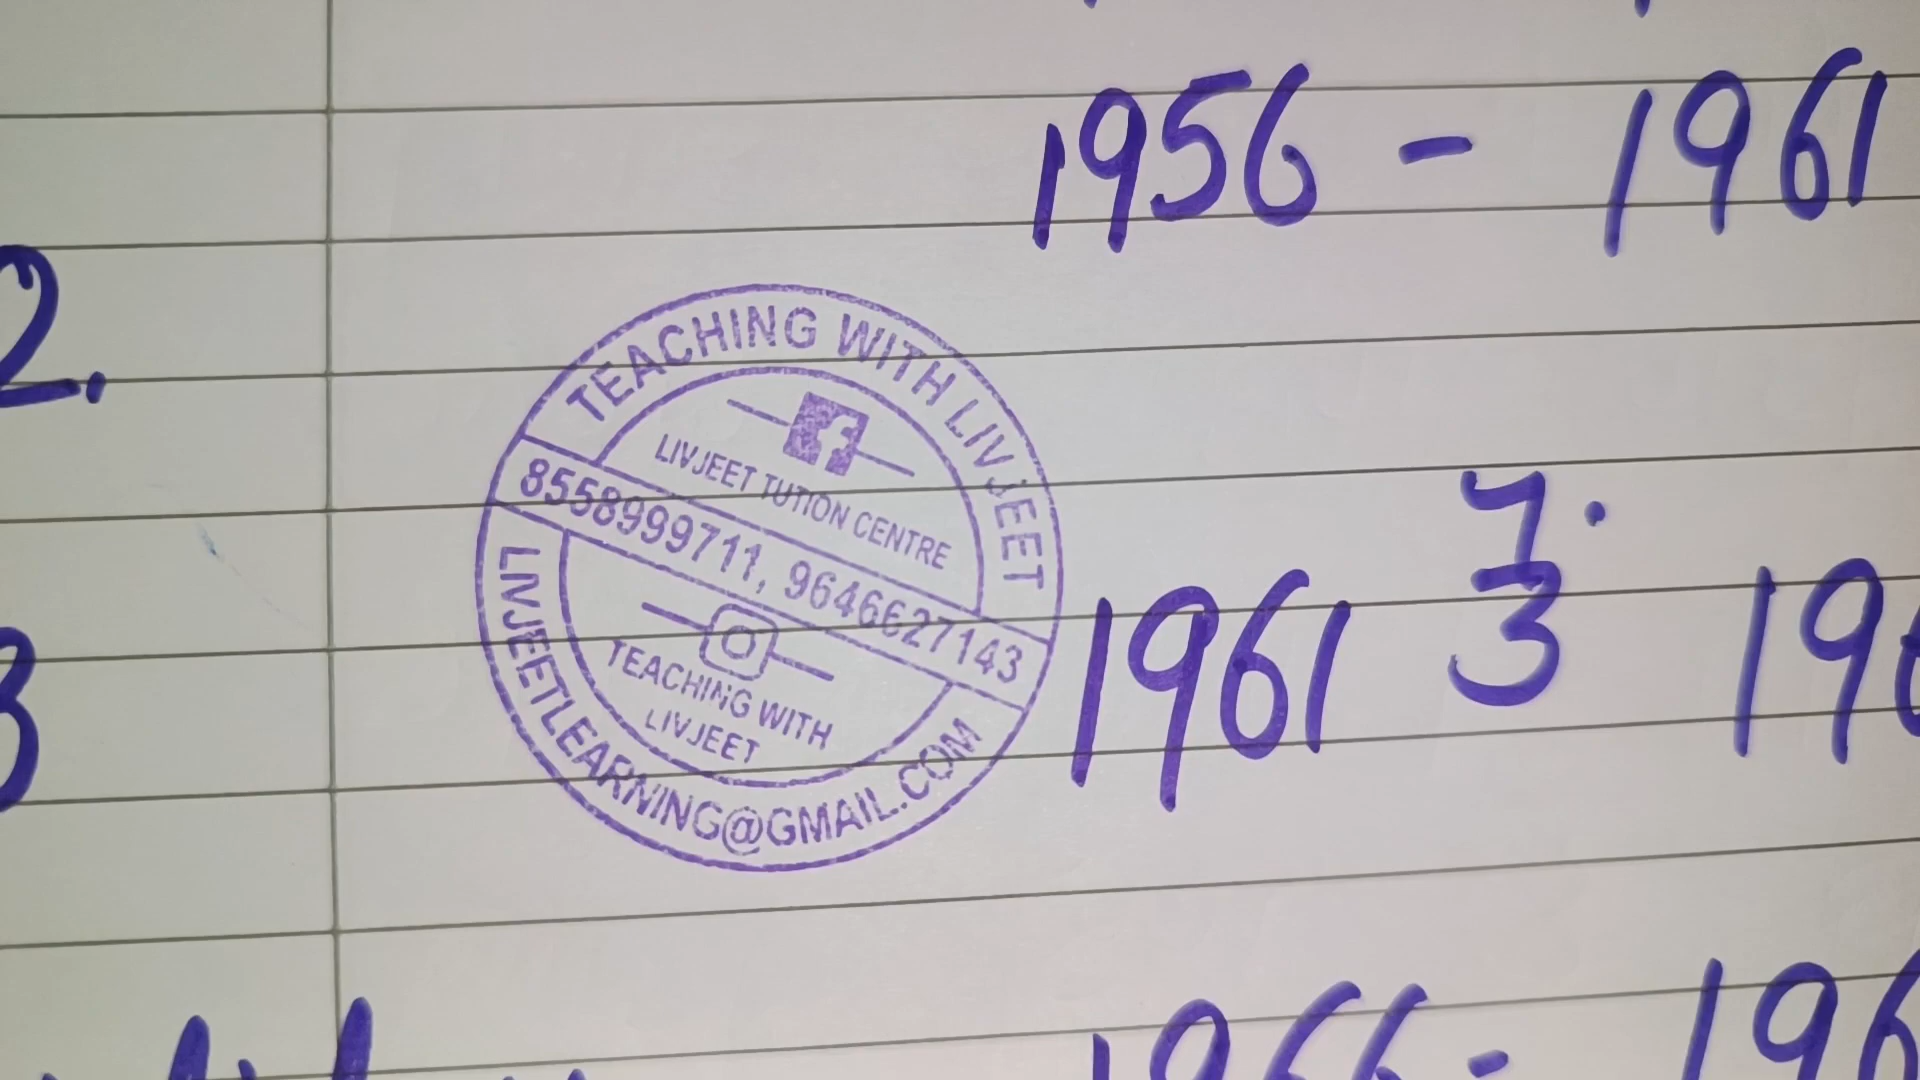 1956 - 1961
2.
TEACHING WITH LIVJEET
LIVJEET TUTION CENTRE
8558999711, 9646627143
TEACHING WITH
LIVJEET
LIVJEETLEARNING@GMAIL.COM
3
1961
1966 -